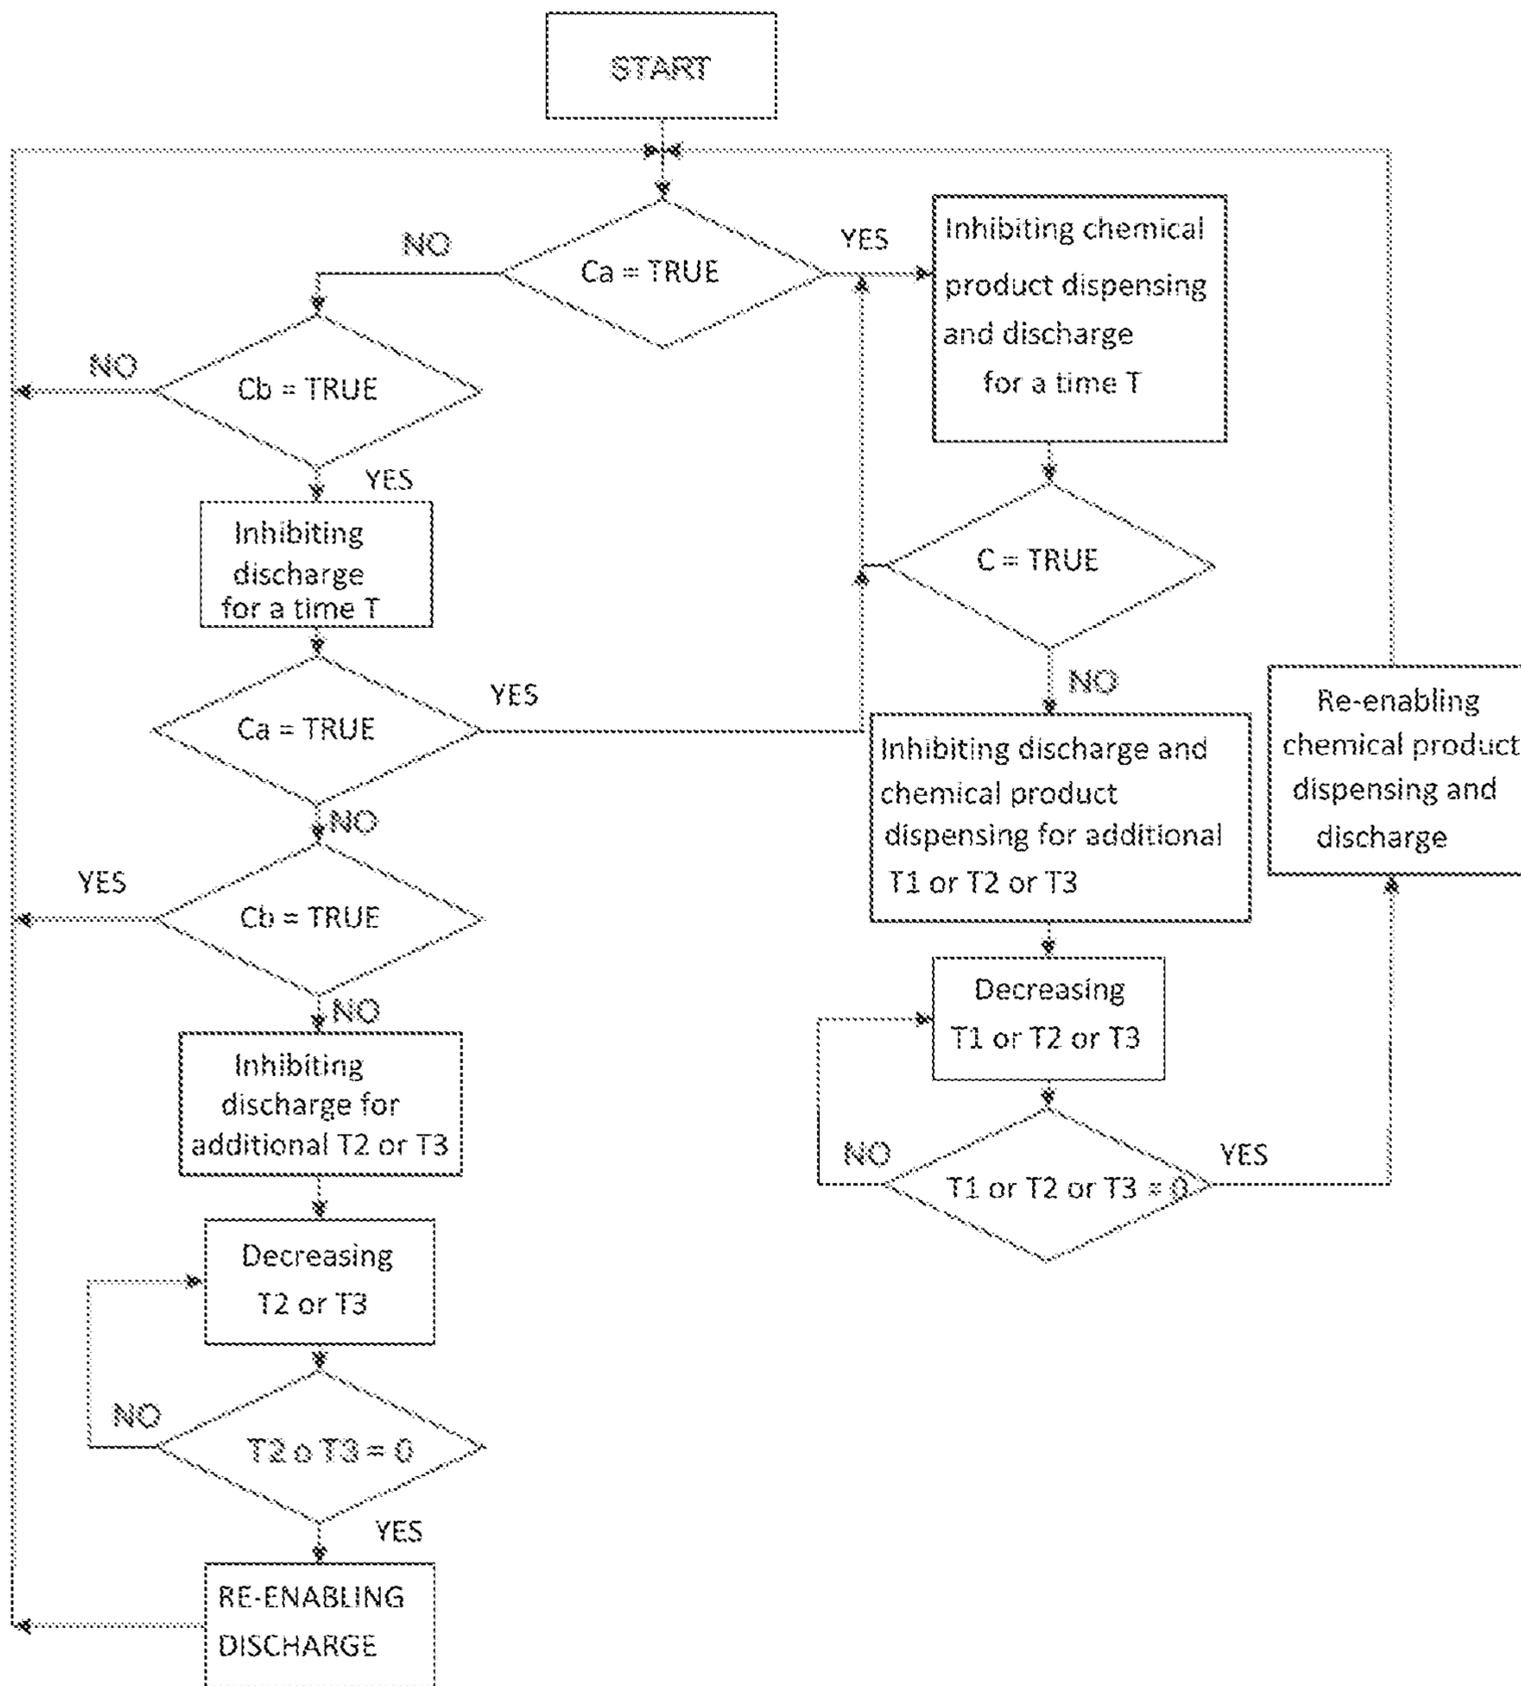 START
NO
Ca = TRUE
YES
Inhibiting chemical
product dispensing
and discharge
for a time T
NO
Cb = TRUE
YES
Inhibiting
discharge
for a time T
C = TRUE
NO
Ca = TRUE
YES
NO
Inhibiting discharge and
chemical product
dispensing for additional
T1 or T2 or T3
Re-enabling
chemical product
dispensing and
discharge
YES
Cb = TRUE
NO
Decreasing
T1 or T2 or T3
Inhibiting
discharge for
additional T2 or T3
NO
T1 or T2 or T3 = 0
YES
Decreasing
T2 or T3
NO
T2 o T3 = 0
YES
RE-ENABLING
DISCHARGE